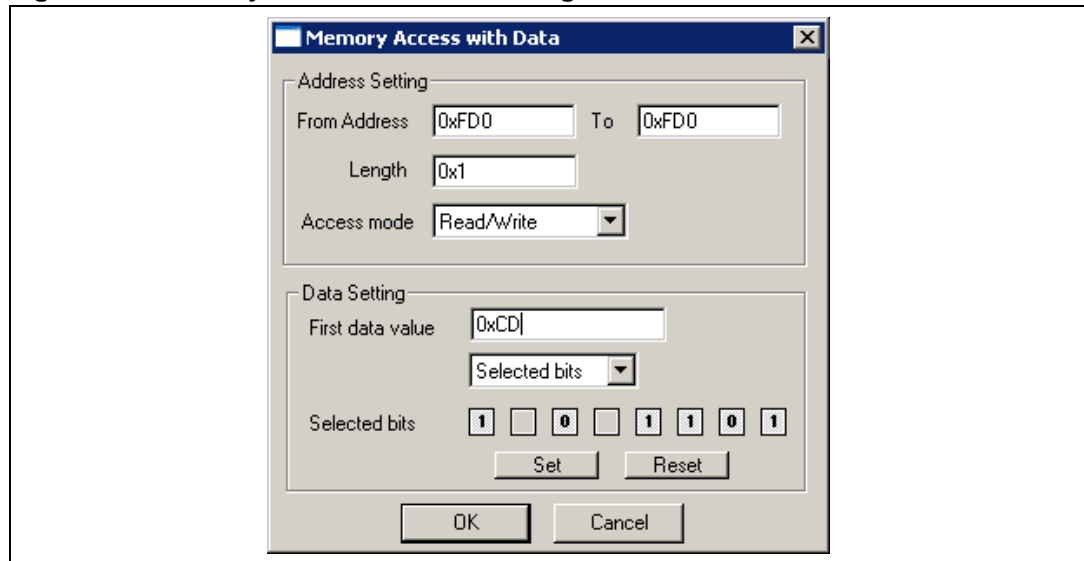 Memory Access with Data
Address Setting
From Address 0xFD0 To 0xFD0
Length 0x1
Access mode Read/Write
Data Setting
First data value 0xCD
Selected bits
Selected bits 1 0 1 1 0 1
Set Reset
OK Cancel